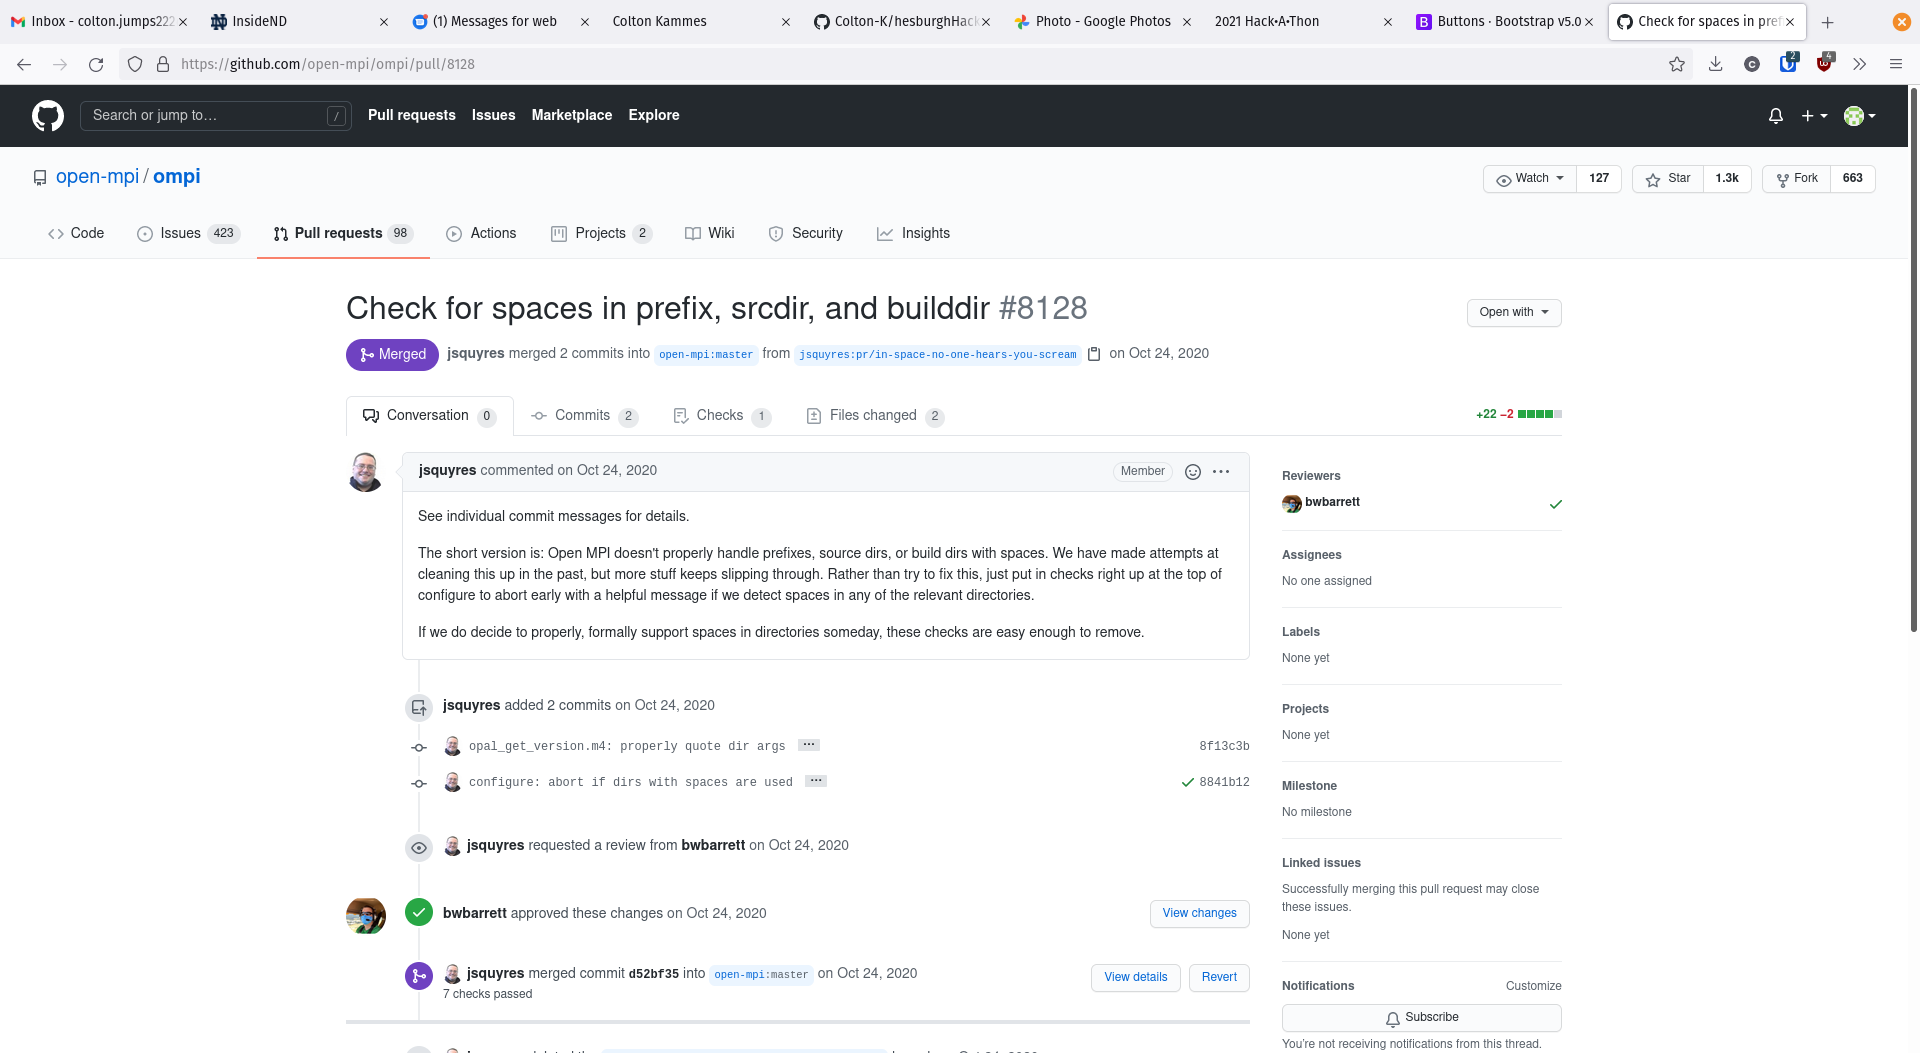 Inbox - colton.jumps222
InsideND
(1) Messages for web
Colton Kammes
Colton-K/hesburghHack
Photo - Google Photos
2021 Hack•A•Thon
Buttons · Bootstrap v5.0
Check for spaces in pref
https://github.com/open-mpi/ompi/pull/8128
2
4
Search or jump to…
/
Pull requests
Issues
Marketplace
Explore
open-mpi / ompi
Watch 127
Star 1.3k
Fork 663
Code
Issues 423
Pull requests 98
Actions
Projects 2
Wiki
Security
Insights
Check for spaces in prefix, srcdir, and builddir #8128
Open with
Merged
jsquyres merged 2 commits into open-mpi:master from jsquyres:pr/in-space-no-one-hears-you-scream on Oct 24, 2020
Conversation 0
Commits 2
Checks 1
Files changed 2
+22 −2
jsquyres commented on Oct 24, 2020
Member
See individual commit messages for details.
The short version is: Open MPI doesn't properly handle prefixes, source dirs, or build dirs with spaces. We have made attempts at
cleaning this up in the past, but more stuff keeps slipping through. Rather than try to fix this, just put in checks right up at the top of
configure to abort early with a helpful message if we detect spaces in any of the relevant directories.
If we do decide to properly, formally support spaces in directories someday, these checks are easy enough to remove.
jsquyres added 2 commits on Oct 24, 2020
opal_get_version.m4: properly quote dir args … 8f13c3b
configure: abort if dirs with spaces are used … 8841b12
jsquyres requested a review from bwbarrett on Oct 24, 2020
bwbarrett approved these changes on Oct 24, 2020
View changes
jsquyres merged commit d52bf35 into open-mpi:master on Oct 24, 2020
7 checks passed
View details
Revert
Reviewers
bwbarrett
Assignees
No one assigned
Labels
None yet
Projects
None yet
Milestone
No milestone
Linked issues
Successfully merging this pull request may close
these issues.
None yet
Notifications
Customize
Subscribe
You're not receiving notifications from this thread.